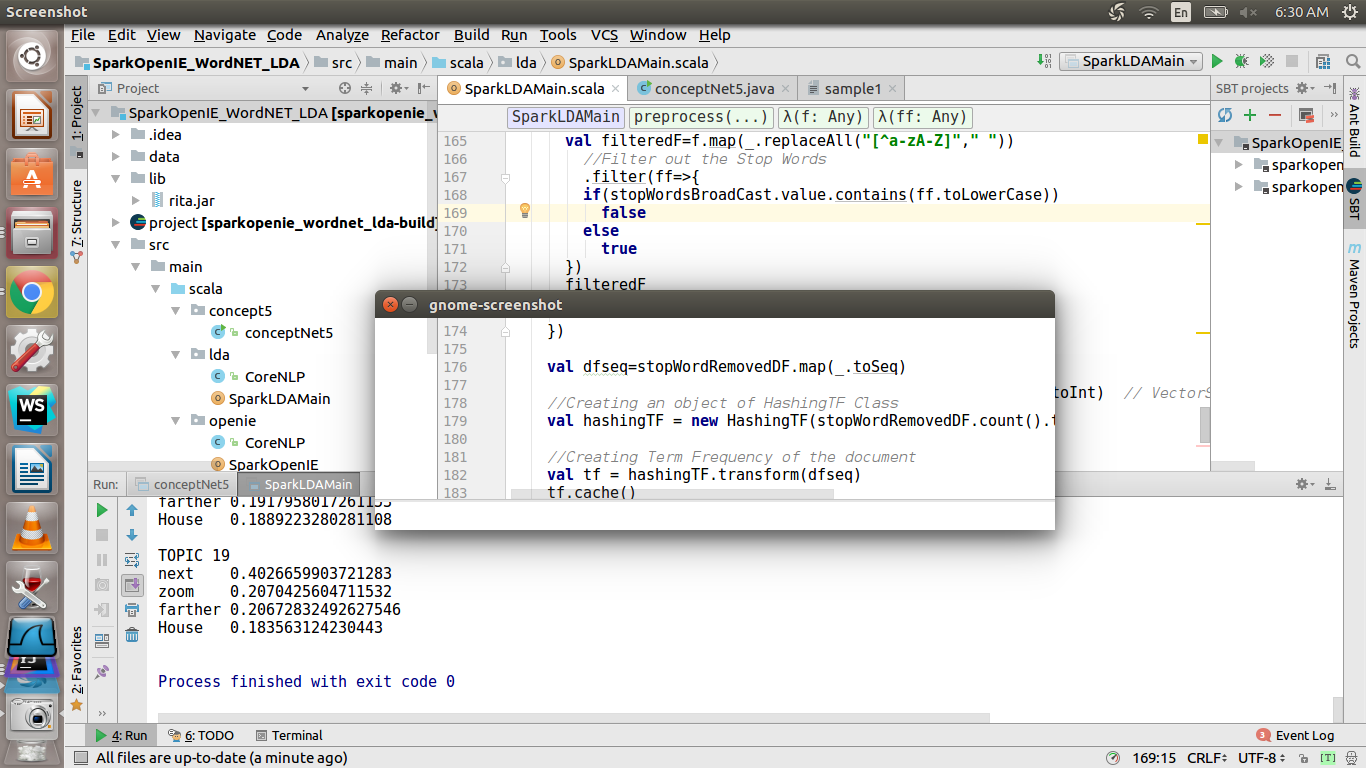 Screenshot
En
6:30 AM
File Edit View Navigate Code Analyze Refactor Build Run Tools VCS Window Help
SparkOpenIE_WordNET_LDA src main scala lda SparkLDAMain.scala
SparkLDAMain
Project
SparkLDAMain.scala conceptNet5.java sample1
SBT projects
1: Project
7: Structure
2: Favorites
SparkOpenIE_WordNET_LDA [sparkopenie_w
.idea
data
lib
rita.jar
project [sparkopenie_wordnet_lda-build]
src
main
scala
concept5
conceptNet5
lda
CoreNLP
SparkLDAMain
openie
CoreNLP
SparkOpenIE
WS
SparkLDAMain preprocess(...) λ(f: Any) λ(ff: Any)
165 val filteredF=f.map(_.replaceAll("[^a-zA-Z]"," "))
166 //Filter out the Stop Words
167 .filter(ff=>{
168 if(stopWordsBroadCast.value.contains(ff.toLowerCase))
169 false
170 else
171 true
172 })
173 filteredF
gnome-screenshot
174 })
175
176 val dfseq=stopWordRemovedDF.map(_.toSeq)
177
178 //Creating an object of HashingTF Class
179 val hashingTF = new HashingTF(stopWordRemovedDF.count().t
180
181 //Creating Term Frequency of the document
182 val tf = hashingTF.transform(dfseq)
183 tf.cache()
oInt) // VectorS
SparkOpenIE_
sparkopen
sparkopen
Ant Build
SBT
m
Maven Projects
Run: conceptNet5 SparkLDAMain
farther 0.1917958017261153
House 0.1889223280281108
TOPIC 19
next 0.4026659903721283
zoom 0.2070425604711532
farther 0.20672832492627546
House 0.183563124230443
Process finished with exit code 0
4: Run 6: TODO Terminal
3 Event Log
All files are up-to-date (a minute ago)
169:15 CRLF UTF-8 [T]